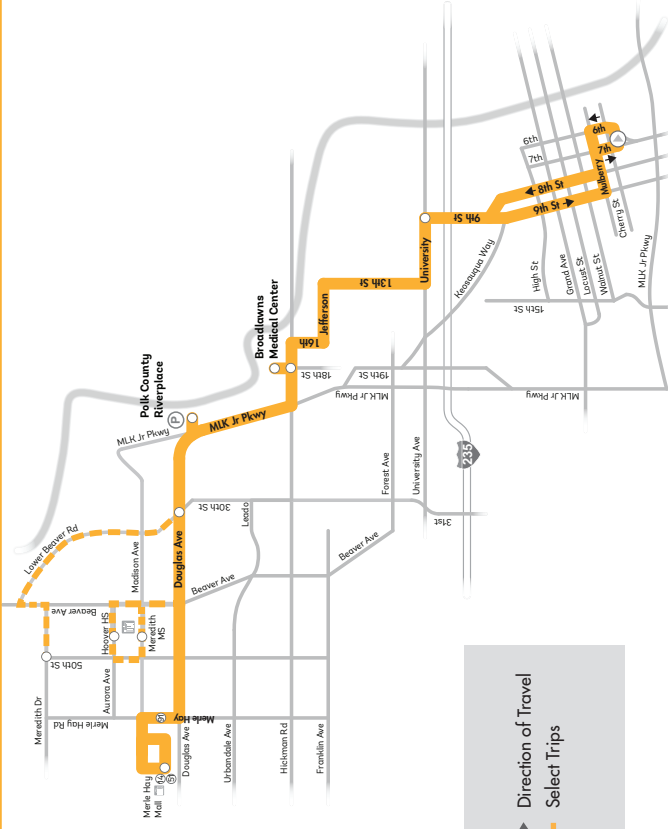 6th
7th
6th
7th
8th St
9th St
Mulberry
Cherry St
MLK Jr Pkwy
High St
Grand Ave
Locust St
Walnut St
15th St
9th St
Keosauqua Way
University
13th St
Jefferson
16th
Broadlawns
Medical Center
18th St
19th St
MLK Jr Pkwy
MLK Jr Pkwy
Polk County
Riverplace
P
MLK Jr Pkwy
MLK Jr Pkwy
235
Forest Ave
University Ave
30th St
31st
Leado
Lower Beaver Rd
Madison Ave
Douglas Ave
Beaver Ave
Beaver Ave
Beaver Ave
Hoover HS
Meredith
MS
50th St
Aurora Ave
Meredith Dr
Merle Hay Rd
Merle Hay
Douglas Ave
Urbandale Ave
Hickman Rd
Franklin Ave
Merle Hay
Mall
14
51
91
Direction of Travel
Select Trips